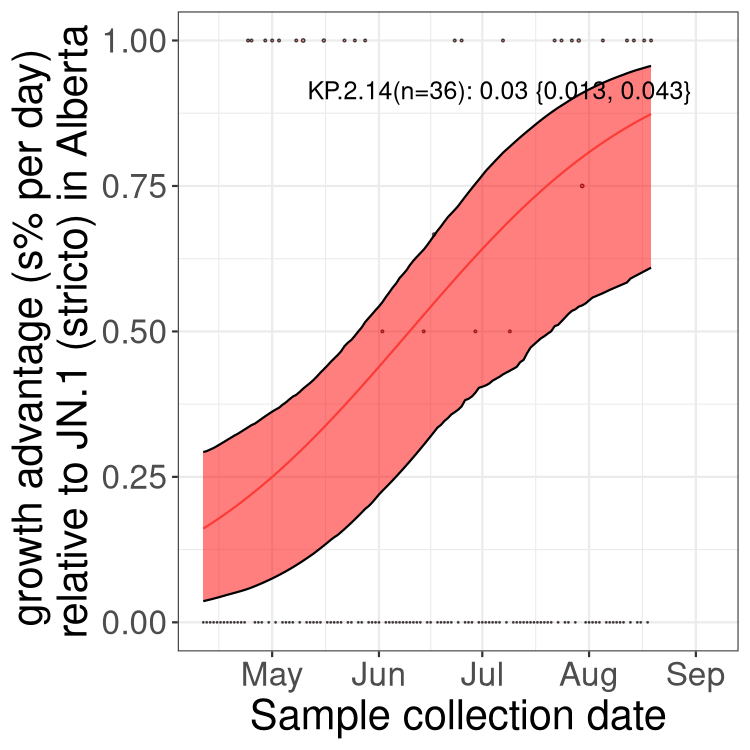 growth advantage (s% per day)
relative to JN.1 (stricto) in Alberta
1.00
0.75
0.50
0.25
0.00
KP.2.14(n=36): 0.03 {0.013, 0.043}
May Jun Jul Aug Sep
Sample collection date